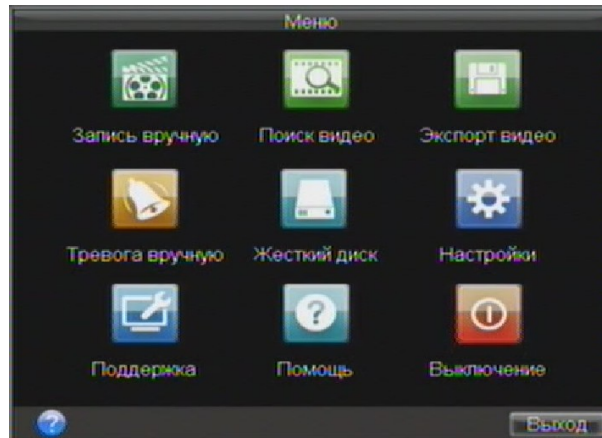 Меню
Запись вручную
Поиск видео
Экспорт видео
Тревога вручную
Жесткий диск
Настройки
Поддержка
Помощь
Выключение
Выход